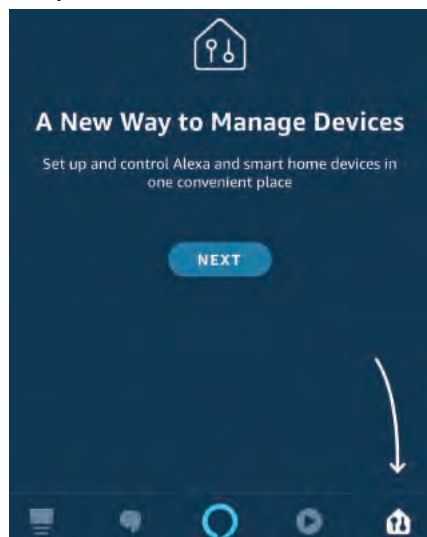 A New Way to Manage Devices
Set up and control Alexa and smart home devices in
one convenient place
NEXT